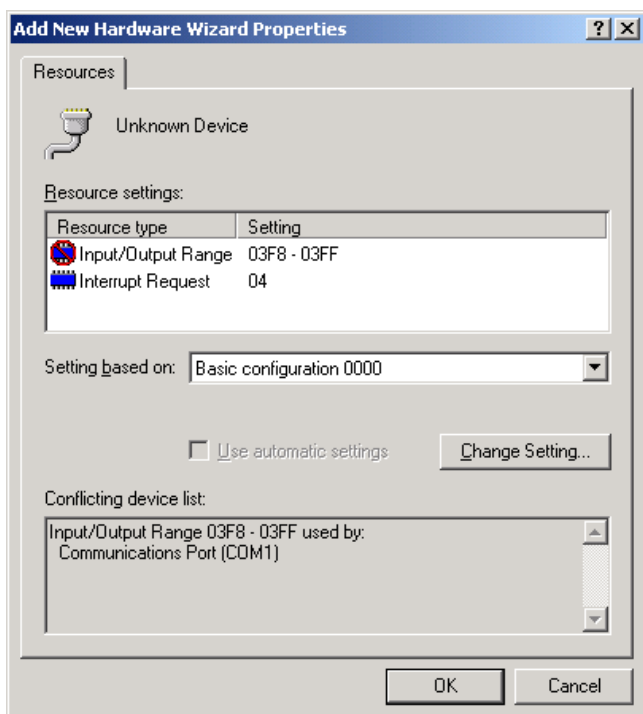 Add New Hardware Wizard Properties
Resources
Unknown Device
Resource settings:
Resource type Setting
Input/Output Range 03F8 - 03FF
Interrupt Request 04
Setting based on: Basic configuration 0000
Use automatic settings Change Setting...
Conflicting device list:
Input/Output Range 03F8 - 03FF used by:
Communications Port (COM1)
OK Cancel